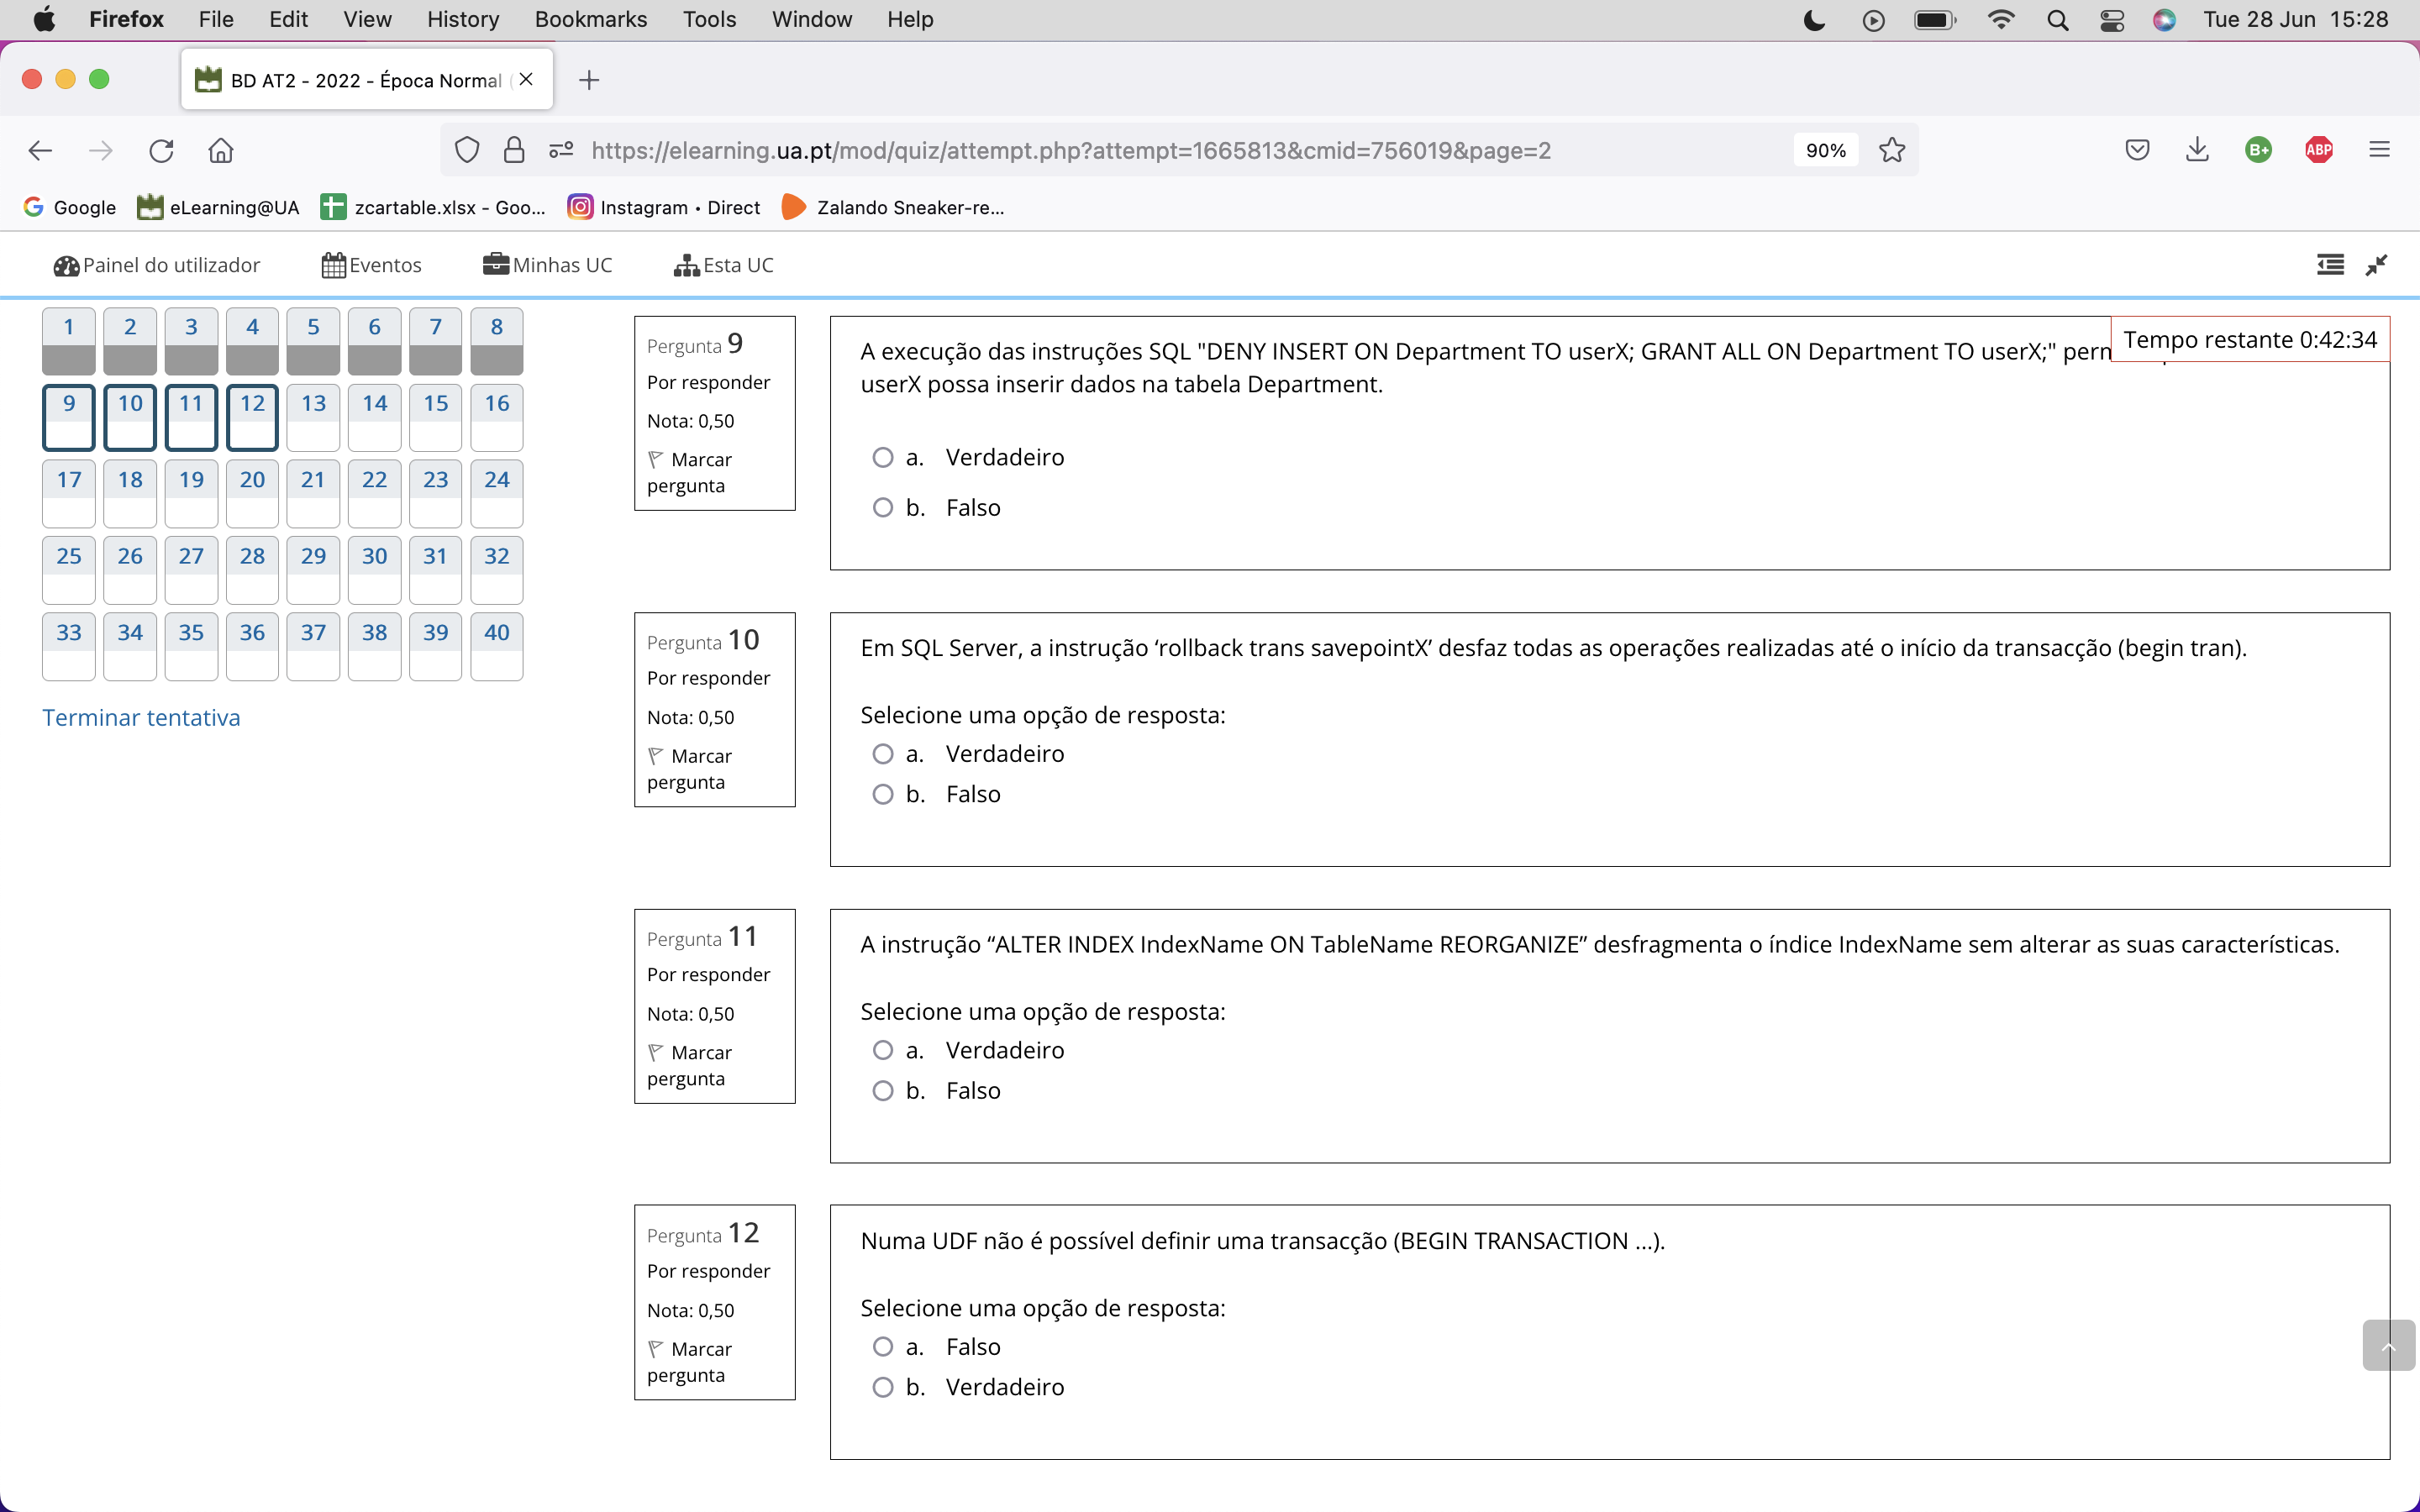 Firefox File Edit View History Bookmarks Tools Window Help Tue 28 Jun 15:28
BD AT2 - 2022 - Época Normal
https://elearning.ua.pt/mod/quiz/attempt.php?attempt=1665813&cmid=756019&page=2 90% B+ ABP
Google eLearning@UA zcartable.xlsx - Goo... Instagram • Direct Zalando Sneaker-re...
Painel do utilizador Eventos Minhas UC Esta UC
1 2 3 4 5 6 7 8
9 10 11 12 13 14 15 16
17 18 19 20 21 22 23 24
25 26 27 28 29 30 31 32
33 34 35 36 37 38 39 40
Terminar tentativa
Tempo restante 0:42:34
Pergunta 9
Por responder
Nota: 0,50
Marcar
pergunta
A execução das instruções SQL "DENY INSERT ON Department TO userX; GRANT ALL ON Department TO userX;"
userX possa inserir dados na tabela Department.
a. Verdadeiro
b. Falso
Pergunta 10
Por responder
Nota: 0,50
Marcar
pergunta
Em SQL Server, a instrução ‘rollback trans savepointX’ desfaz todas as operações realizadas até o início da transacção (begin tran).
Selecione uma opção de resposta:
a. Verdadeiro
b. Falso
Pergunta 11
Por responder
Nota: 0,50
Marcar
pergunta
A instrução “ALTER INDEX IndexName ON TableName REORGANIZE” desfragmenta o índice IndexName sem alterar as suas características.
Selecione uma opção de resposta:
a. Verdadeiro
b. Falso
Pergunta 12
Por responder
Nota: 0,50
Marcar
pergunta
Numa UDF não é possível definir uma transacção (BEGIN TRANSACTION ...).
Selecione uma opção de resposta:
a. Falso
b. Verdadeiro